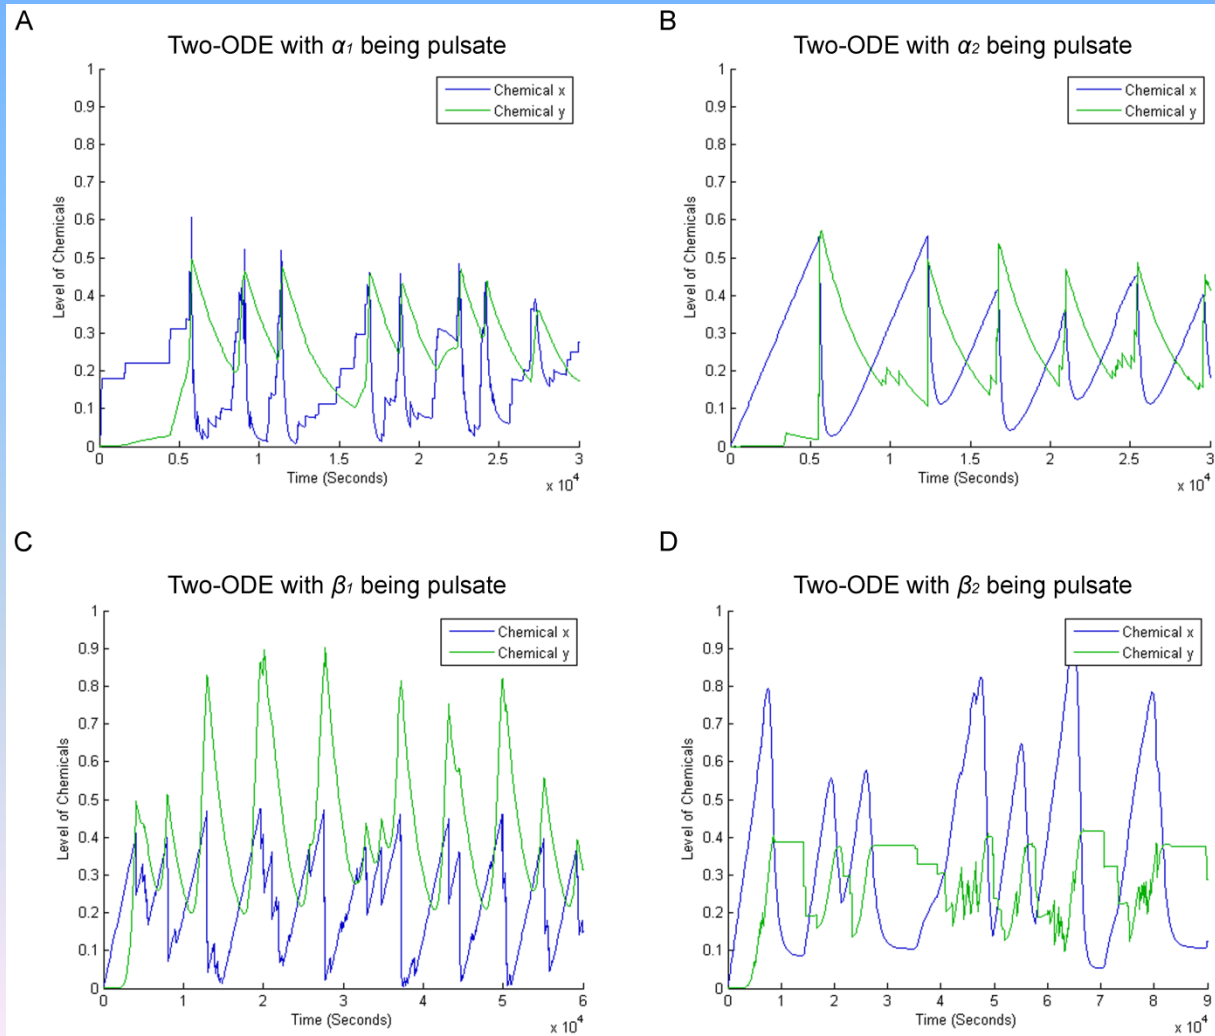 A
Two-ODE with α1 being pulsate
1
0.9
0.8
0.7
0.6
0.5
0.4
0.3
0.2
0.1
0
Level of Chemicals
Chemical x
Chemical y
0 0.5 1 1.5 2 2.5 3
Time (Seconds)
x 10^4
B
Two-ODE with α2 being pulsate
1
0.9
0.8
0.7
0.6
0.5
0.4
0.3
0.2
0.1
0
Level of Chemicals
Chemical x
Chemical y
0 0.5 1 1.5 2 2.5 3
Time (Seconds)
x 10^4
C
Two-ODE with β1 being pulsate
1
0.9
0.8
0.7
0.6
0.5
0.4
0.3
0.2
0.1
0
Level of Chemicals
Chemical x
Chemical y
0 1 2 3 4 5 6
Time (Seconds)
x 10^4
D
Two-ODE with β2 being pulsate
1
0.9
0.8
0.7
0.6
0.5
0.4
0.3
0.2
0.1
0
Level of Chemicals
Chemical x
Chemical y
0 1 2 3 4 5 6 7 8 9
Time (Seconds)
x 10^4